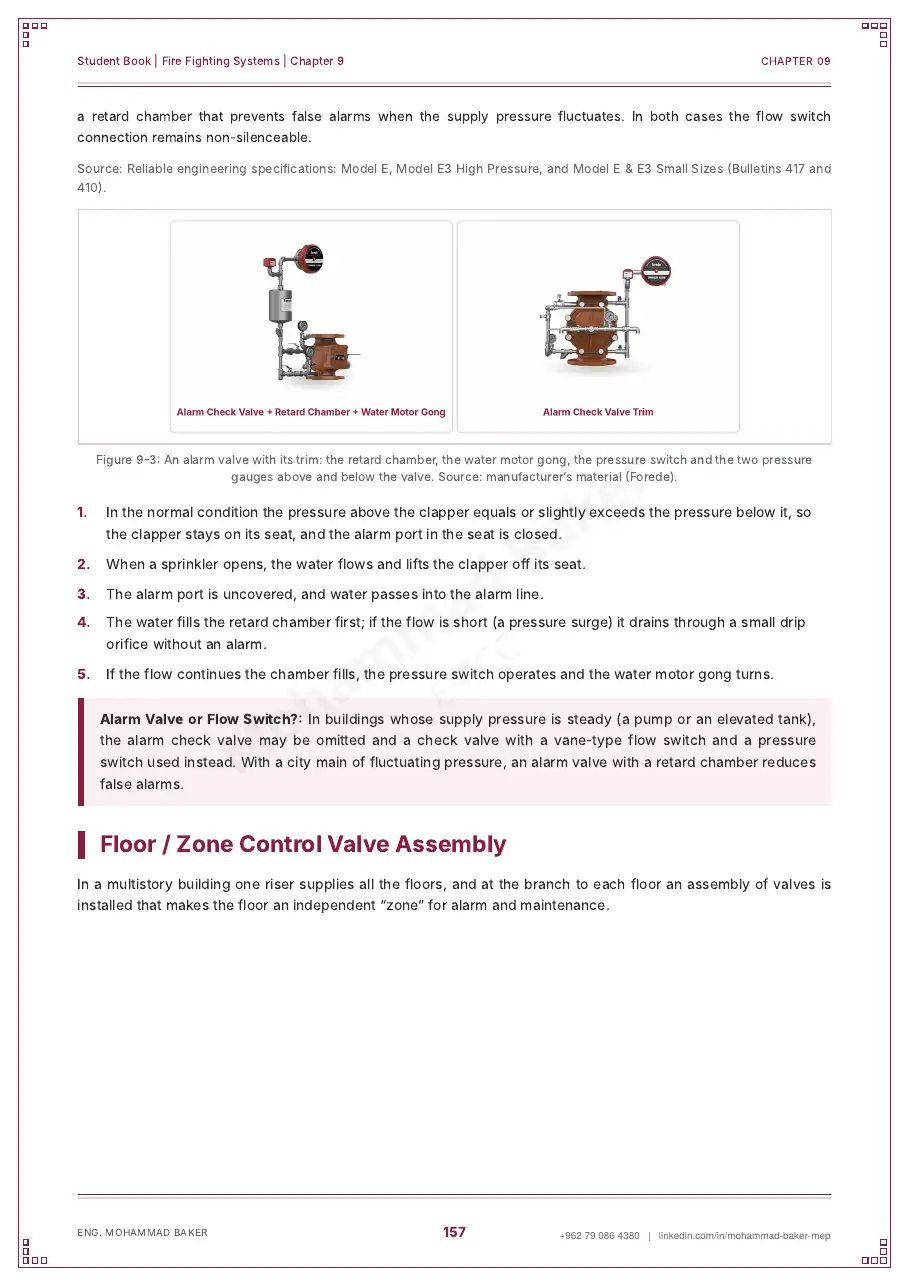 Student Book | Fire Fighting Systems | Chapter 9
CHAPTER 09
a retard chamber that prevents false alarms when the supply pressure fluctuates. In both cases the flow switch
connection remains non-silenceable.
Source: Reliable engineering specifications: Model E, Model E3 High Pressure, and Model E & E3 Small Sizes (Bulletins 417 and
410).
Alarm Check Valve + Retard Chamber + Water Motor Gong
Alarm Check Valve Trim
Figure 9-3: An alarm valve with its trim: the retard chamber, the water motor gong, the pressure switch and the two pressure
gauges above and below the valve. Source: manufacturer's material (Forede).
1. In the normal condition the pressure above the clapper equals or slightly exceeds the pressure below it, so
the clapper stays on its seat, and the alarm port in the seat is closed.
2. When a sprinkler opens, the water flows and lifts the clapper off its seat.
3. The alarm port is uncovered, and water passes into the alarm line.
4. The water fills the retard chamber first; if the flow is short (a pressure surge) it drains through a small drip
orifice without an alarm.
5. If the flow continues the chamber fills, the pressure switch operates and the water motor gong turns.
Mohammad Baker
EMCC
Alarm Valve or Flow Switch?: In buildings whose supply pressure is steady (a pump or an elevated tank),
the alarm check valve may be omitted and a check valve with a vane-type flow switch and a pressure
switch used instead. With a city main of fluctuating pressure, an alarm valve with a retard chamber reduces
false alarms.
Floor / Zone Control Valve Assembly
In a multistory building one riser supplies all the floors, and at the branch to each floor an assembly of valves is
installed that makes the floor an independent “zone” for alarm and maintenance.
ENG. MOHAMMAD BAKER
157
+962 79 086 4380 | linkedin.com/in/mohammad-baker-mep